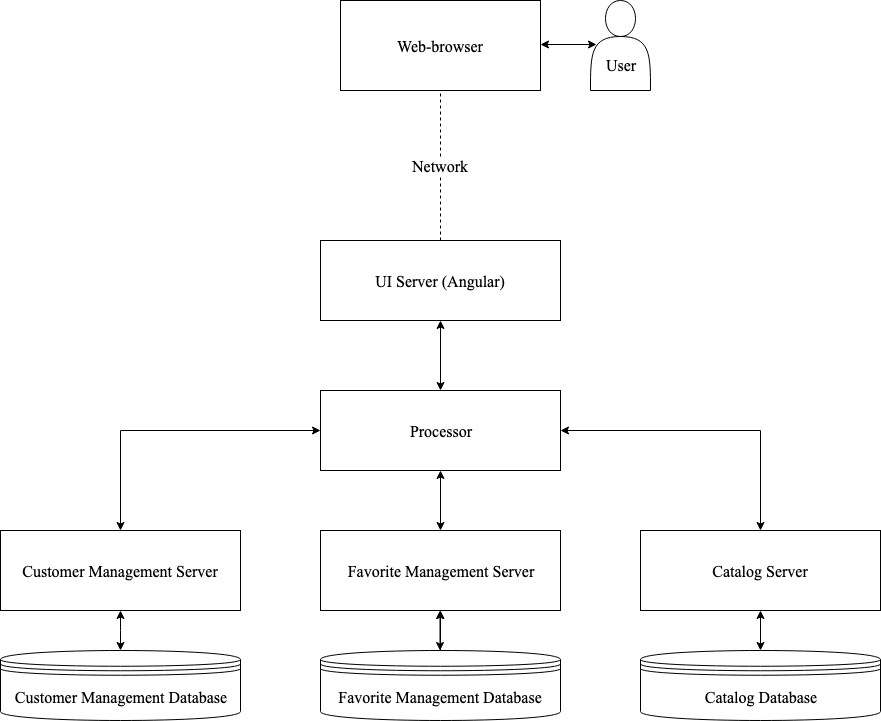 Web-browser
User
Network
UI Server (Angular)
Processor
Customer Management Server
Favorite Management Server
Catalog Server
Customer Management Database
Favorite Management Database
Catalog Database